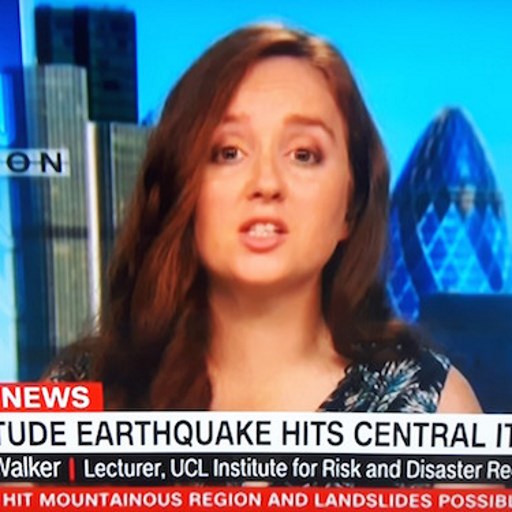 ON
NEWS
TUDE EARTHQUAKE HITS CENTRAL IT
Walker | Lecturer, UCL Institute for Risk and Disaster Re
HIT MOUNTAINOUS REGION AND LANDSLIDES POSSIBL